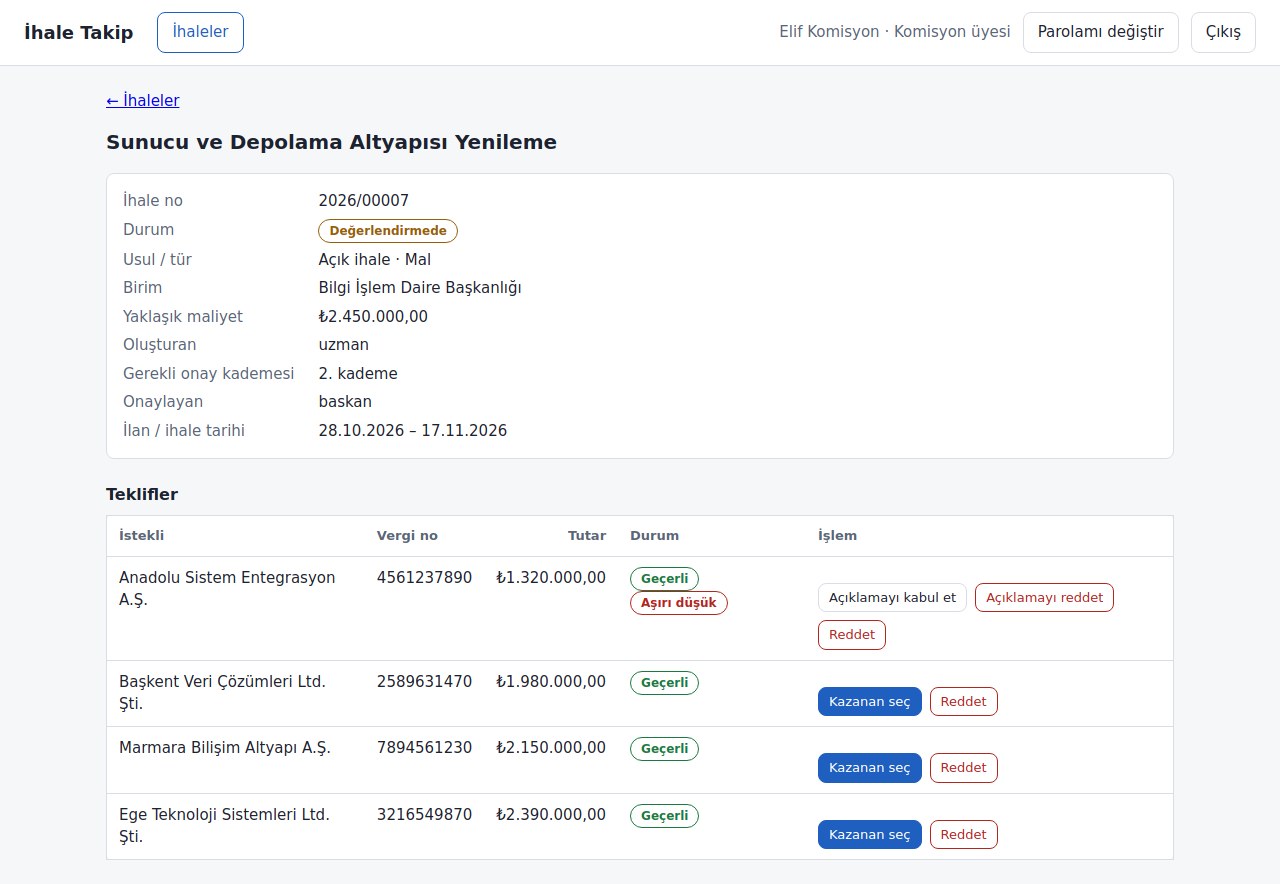 İhale Takip İhaleler Elif Komisyon · Komisyon üyesi Parolamı değiştir Çıkış
← İhaleler
Sunucu ve Depolama Altyapısı Yenileme
İhale no 2026/00007
Durum Değerlendirmede
Usul / tür Açık ihale · Mal
Birim Bilgi İşlem Daire Başkanlığı
Yaklaşık maliyet ₺2.450.000,00
Oluşturan uzman
Gerekli onay kademesi 2. kademe
Onaylayan baskan
İlan / ihale tarihi 28.10.2026 – 17.11.2026
Teklifler
İstekli Vergi no Tutar Durum İşlem
Anadolu Sistem Entegrasyon 4561237890 ₺1.320.000,00 Geçerli
A.Ş. Aşırı düşük Açıklamayı kabul et Açıklamayı reddet
Reddet
Başkent Veri Çözümleri Ltd. 2589631470 ₺1.980.000,00 Geçerli
Şti. Kazanan seç Reddet
Marmara Bilişim Altyapı A.Ş. 7894561230 ₺2.150.000,00 Geçerli
Kazanan seç Reddet
Ege Teknoloji Sistemleri Ltd. 3216549870 ₺2.390.000,00 Geçerli
Şti. Kazanan seç Reddet